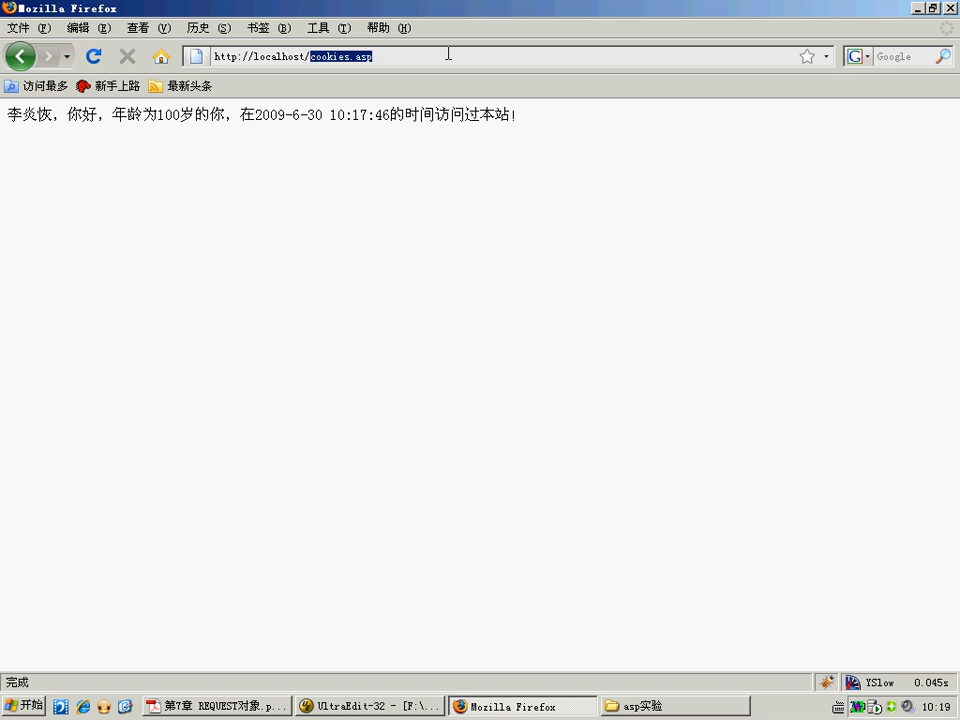 Mozilla Firefox
文件 (F) 编辑 (E) 查看 (V) 历史 (S) 书签 (B) 工具 (T) 帮助 (H)
http://localhost/cookies.asp Google
访问最多 新手上路 最新头条
李炎恢，你好，年龄为100岁的你，在2009-6-30 10:17:46的时间访问过本站!
完成 YSlow 0.045s
开始 第7章 REQUEST对象.p... UltraEdit-32 - [F:\... Mozilla Firefox asp实验 10:19